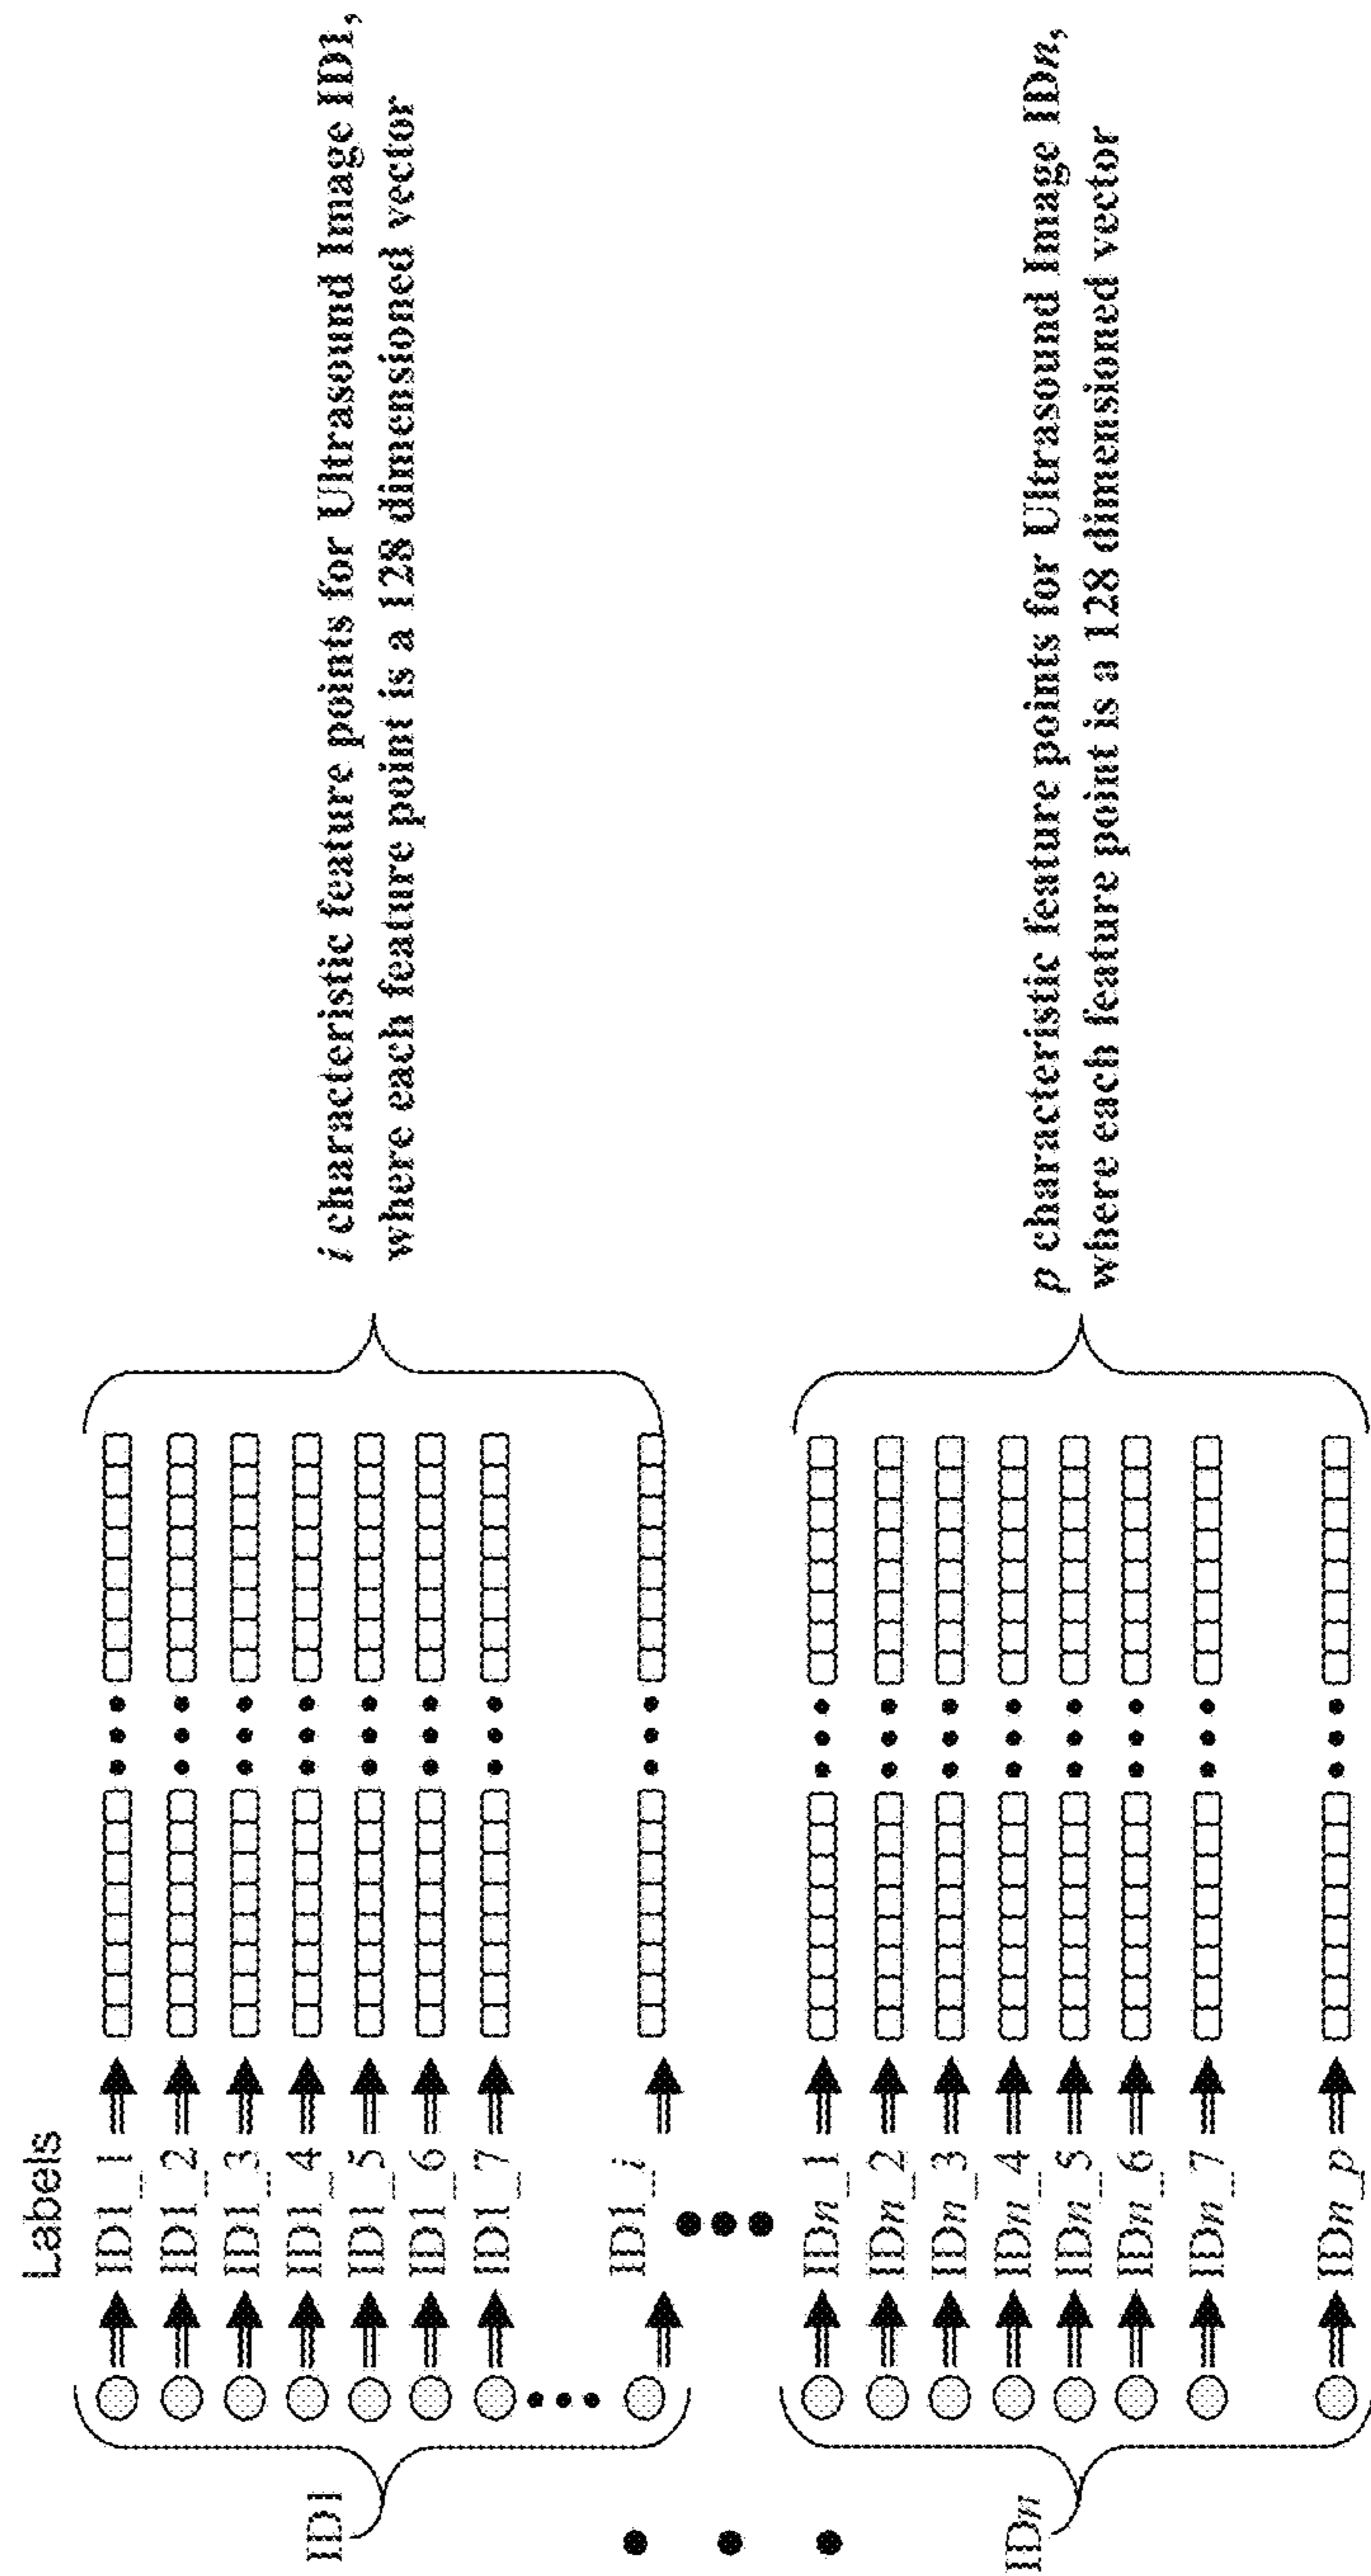 Labels
ID1
ID1_1
ID1_2
ID1_3
ID1_4
ID1_5
ID1_6
ID1_7
ID1_i
i characteristic feature points for Ultrasound Image ID1,
where each feature point is a 128 dimensioned vector
IDn
IDn_1
IDn_2
IDn_3
IDn_4
IDn_5
IDn_6
IDn_7
IDn_p
p characteristic feature points for Ultrasound Image IDn,
where each feature point is a 128 dimensioned vector